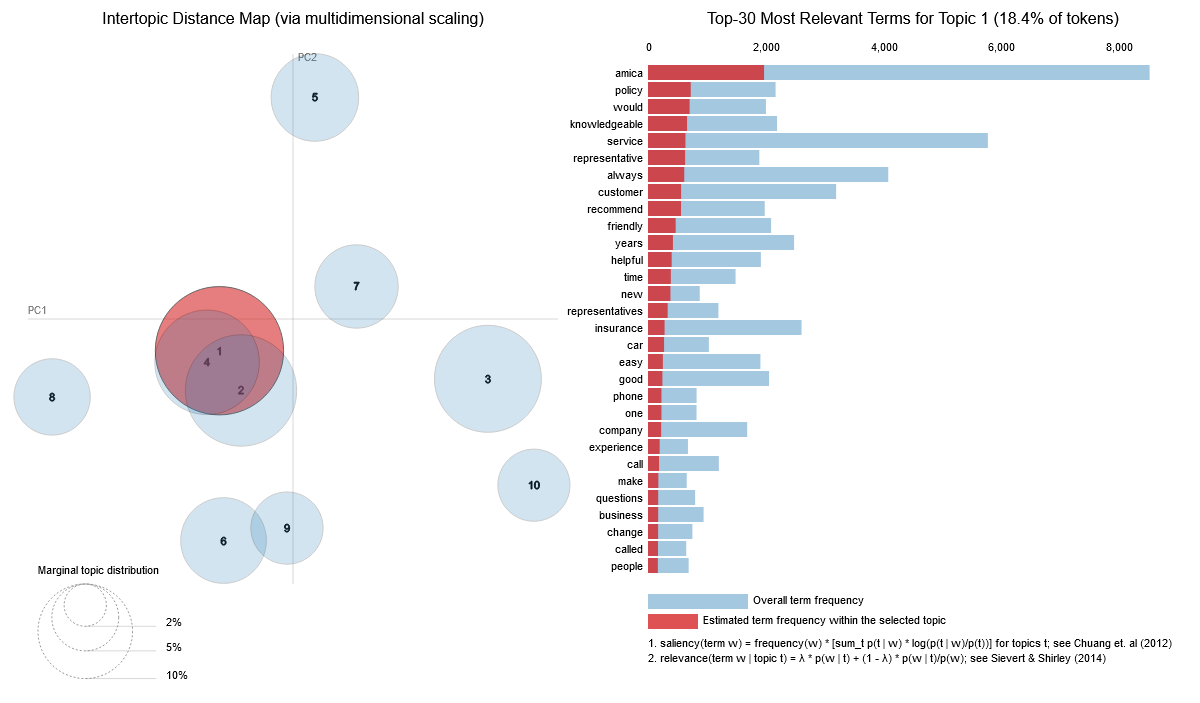 Intertopic Distance Map (via multidimensional scaling)
PC2
PC1
5
7
1
4
2
3
8
10
9
6
Marginal topic distribution
2%
5%
10%
Top-30 Most Relevant Terms for Topic 1 (18.4% of tokens)
0 2,000 4,000 6,000 8,000
amica
policy
would
knowledgeable
service
representative
always
customer
recommend
friendly
years
helpful
time
new
representatives
insurance
car
easy
good
phone
one
company
experience
call
make
questions
business
change
called
people
Overall term frequency
Estimated term frequency within the selected topic
1. saliency(term w) = frequency(w) * [sum_t p(t | w) * log(p(t | w)/p(t))] for topics t; see Chuang et. al (2012)
2. relevance(term w | topic t) = λ * p(w | t) + (1 - λ) * p(w | t)/p(w); see Sievert & Shirley (2014)